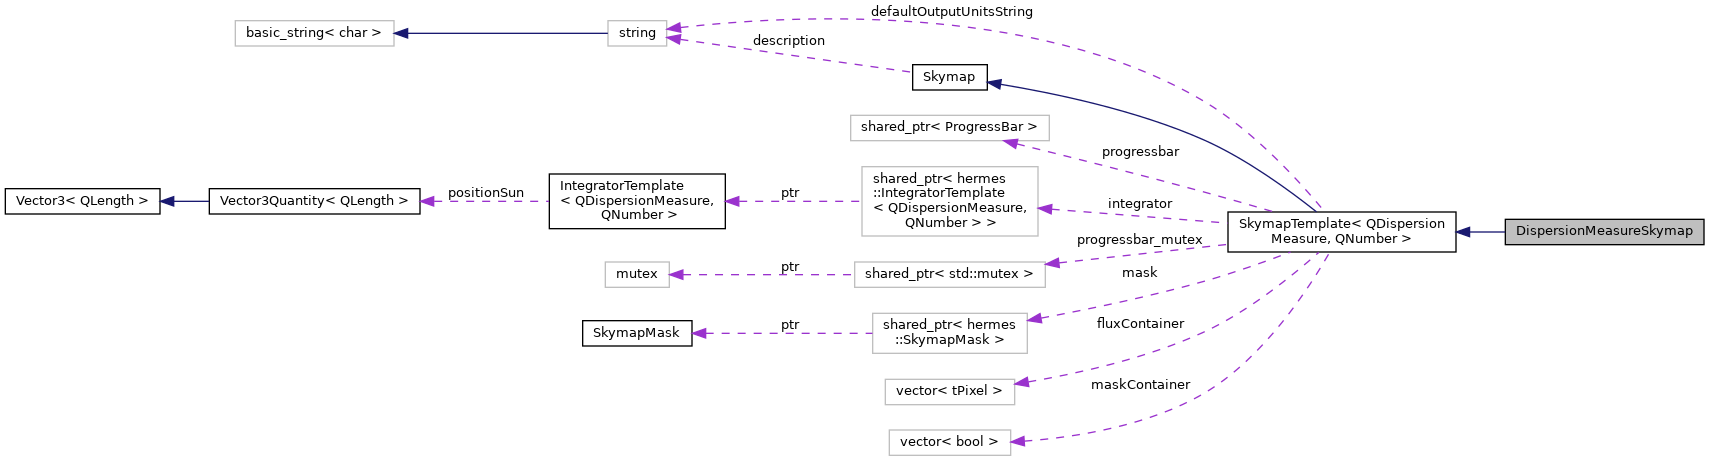 defaultOutputUnitsString
basic_string< char >
string
description
Skymap
shared_ptr< ProgressBar >
progressbar
Vector3< QLength >
Vector3Quantity< QLength >
positionSun
IntegratorTemplate
< QDispersionMeasure,
QNumber >
ptr
shared_ptr< hermes
::IntegratorTemplate
< QDispersionMeasure,
QNumber > >
integrator
SkymapTemplate< QDispersion
Measure, QNumber >
DispersionMeasureSkymap
progressbar_mutex
mutex
ptr
shared_ptr< std::mutex >
mask
SkymapMask
ptr
shared_ptr< hermes
::SkymapMask >
fluxContainer
vector< tPixel >
maskContainer
vector< bool >